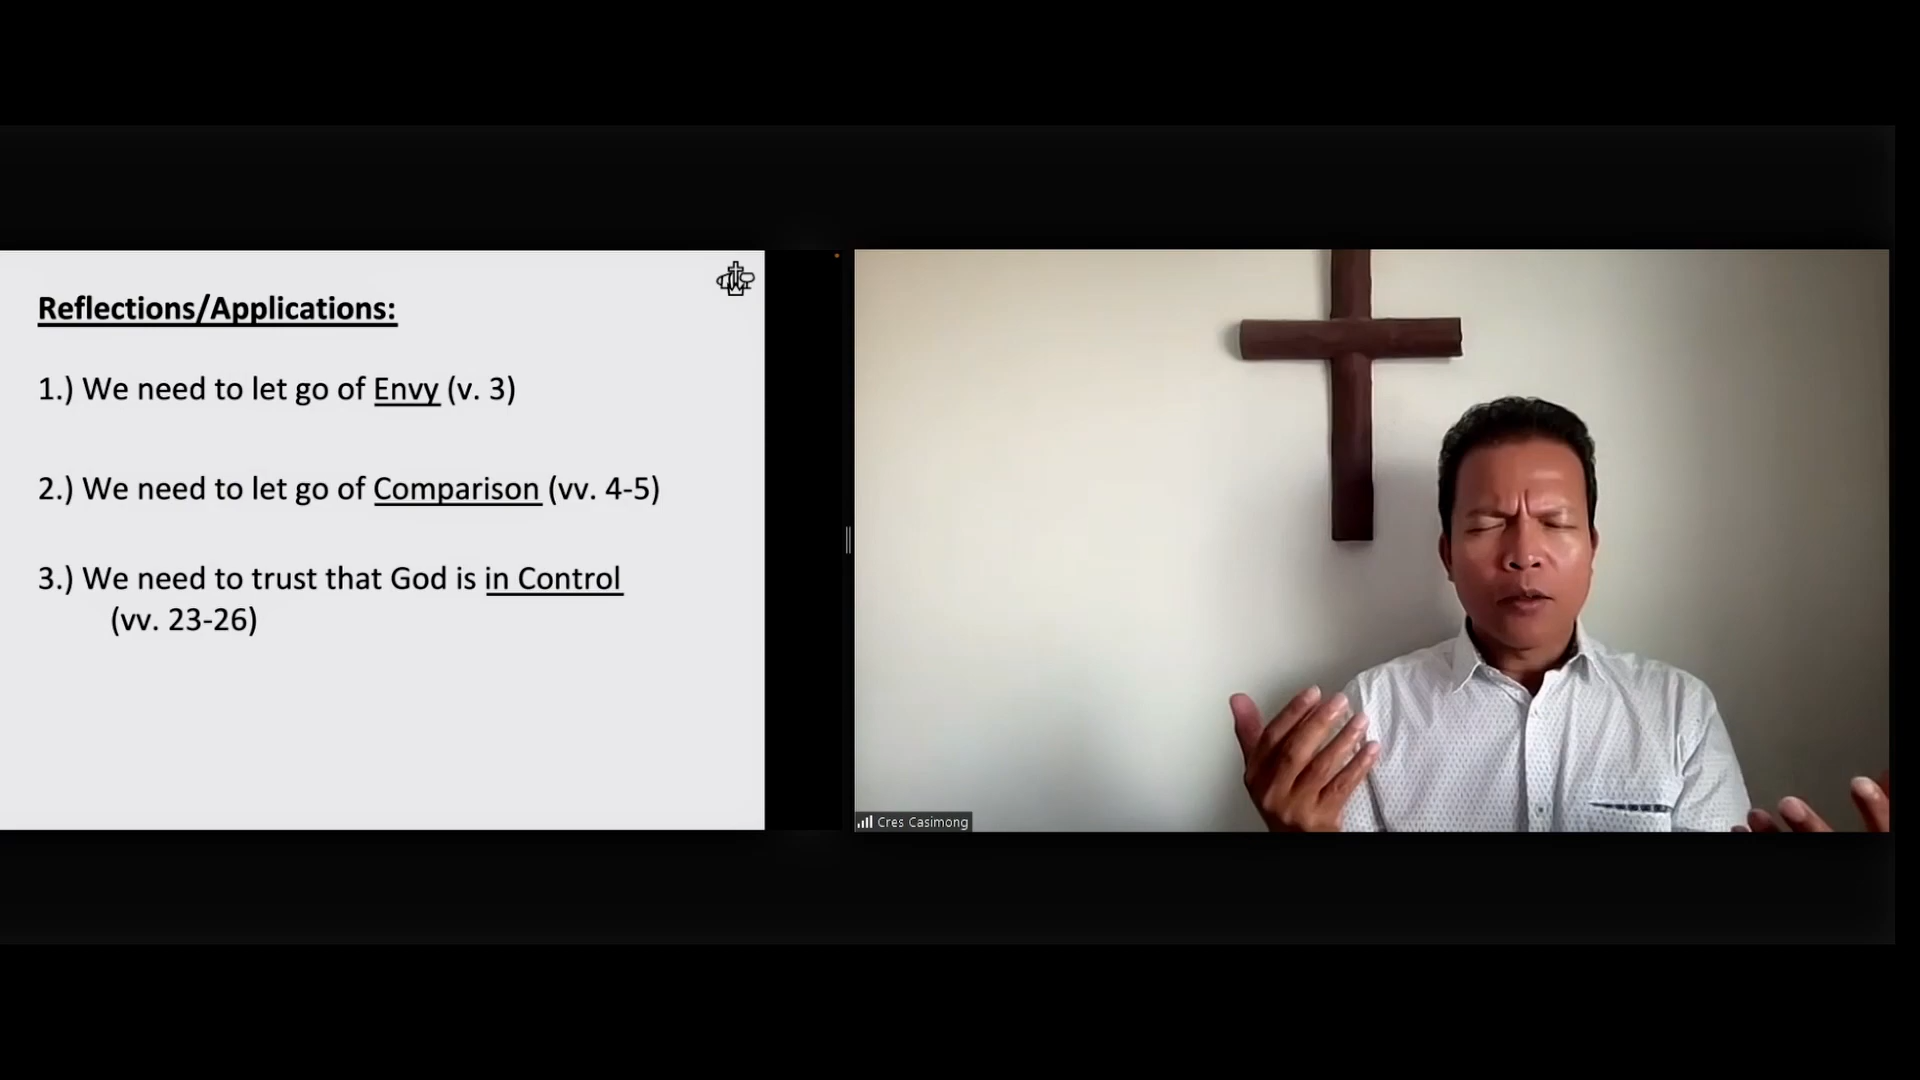 Reflections/Applications:
1.) We need to let go of Envy (v. 3)
2.) We need to let go of Comparison (vv. 4-5)
3.) We need to trust that God is in Control
(vv. 23-26)
Cres Casimong